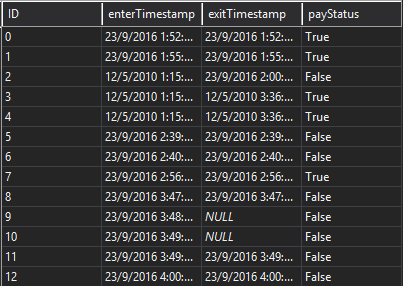 ID enterTimestamp exitTimestamp payStatus
0 23/9/2016 1:52:... 23/9/2016 1:52:... True
1 23/9/2016 1:55:... 23/9/2016 1:55:... True
2 12/5/2010 1:15:... 23/9/2016 2:00:... False
3 12/5/2010 1:15:... 12/5/2010 3:36:... True
4 12/5/2010 1:15:... 12/5/2010 3:36:... True
5 23/9/2016 2:39:... 23/9/2016 2:39:... False
6 23/9/2016 2:40:... 23/9/2016 2:40:... False
7 23/9/2016 2:56:... 23/9/2016 2:56:... True
8 23/9/2016 3:47:... 23/9/2016 3:47:... False
9 23/9/2016 3:48:... NULL False
10 23/9/2016 3:49:... NULL False
11 23/9/2016 3:49:... 23/9/2016 3:49:... False
12 23/9/2016 4:00:... 23/9/2016 4:00:... False